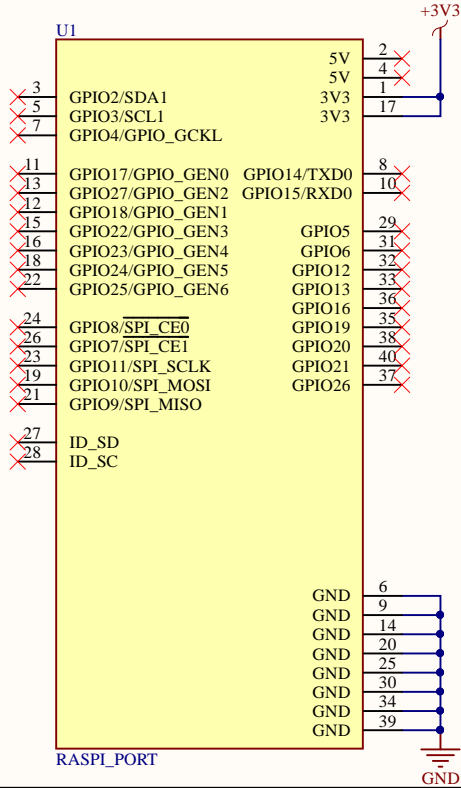 +3V3
U1
5V 2
5V 4
3 GPIO2/SDA1 3V3 1
5 GPIO3/SCL1 3V3 17
7 GPIO4/GPIO_GCKL
11 GPIO17/GPIO_GEN0 GPIO14/TXD0 8
13 GPIO27/GPIO_GEN2 GPIO15/RXD0 10
12 GPIO18/GPIO_GEN1
15 GPIO22/GPIO_GEN3 GPIO5 29
16 GPIO23/GPIO_GEN4 GPIO6 31
18 GPIO24/GPIO_GEN5 GPIO12 32
22 GPIO25/GPIO_GEN6 GPIO13 33
GPIO16 36
24 GPIO8/SPI_CE0 GPIO19 35
26 GPIO7/SPI_CE1 GPIO20 38
23 GPIO11/SPI_SCLK GPIO21 40
19 GPIO10/SPI_MOSI GPIO26 37
21 GPIO9/SPI_MISO
27 ID_SD
28 ID_SC
GND 6
GND 9
GND 14
GND 20
GND 25
GND 30
GND 34
GND 39
RASPI_PORT
GND